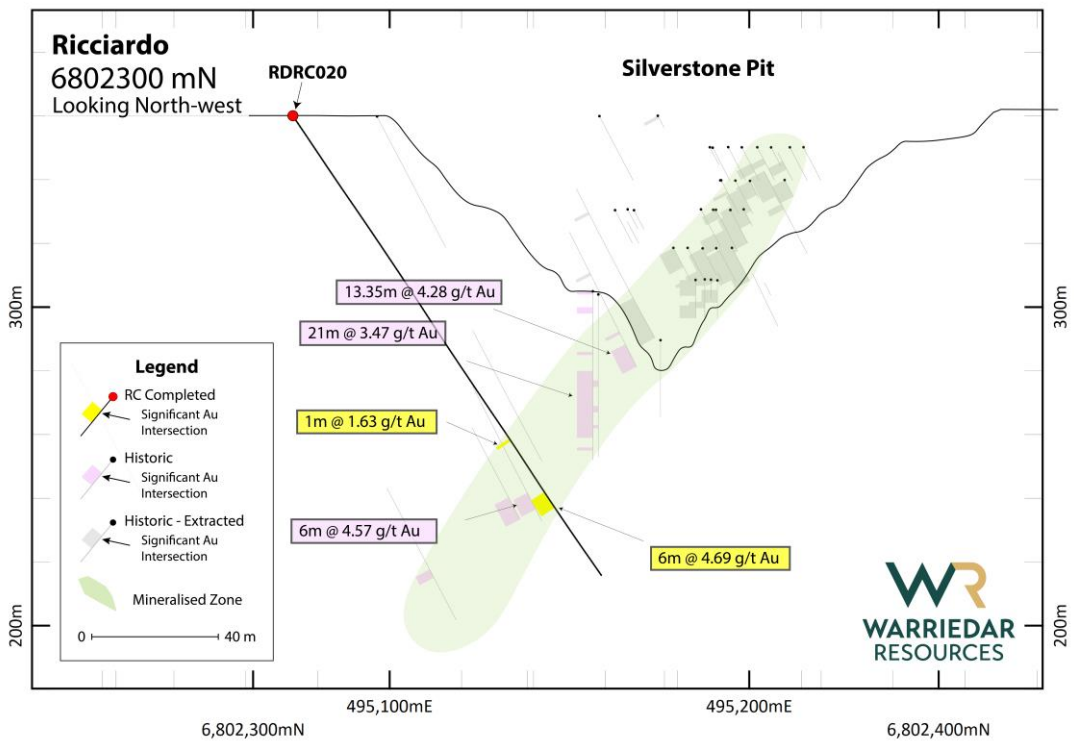 Ricciardo
6802300 mN
Looking North-west
RDRC020
Silverstone Pit
13.35m @ 4.28 g/t Au
300m
300m
21m @ 3.47 g/t Au
Legend
RC Completed
Significant Au
Intersection
Historic
Significant Au
Intersection
Historic - Extracted
Significant Au
Intersection
Mineralised Zone
0 40 m
1m @ 1.63 g/t Au
6m @ 4.57 g/t Au
6m @ 4.69 g/t Au
200m
200m
WR
WARRIEDAR
RESOURCES
495,100mE
495,200mE
6,802,300mN
6,802,400mN